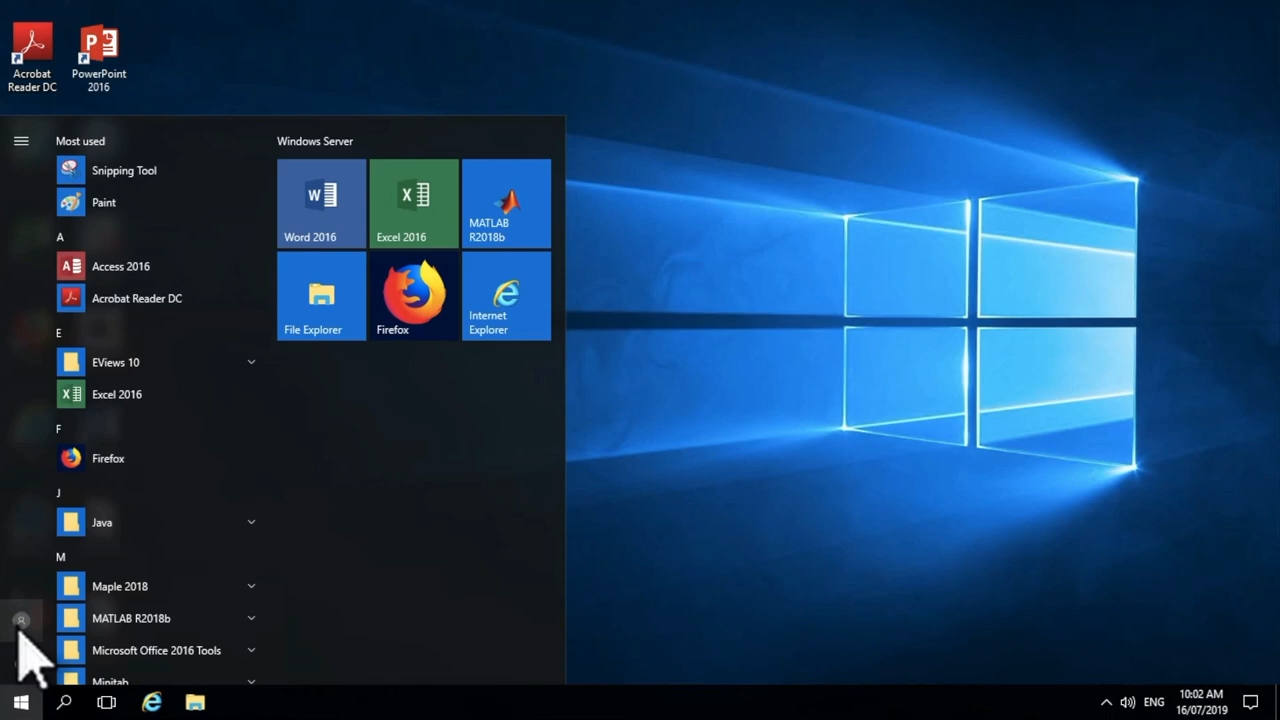 Acrobat
Reader DC
PowerPoint
2016
Most used
Snipping Tool
Paint
A
Access 2016
Acrobat Reader DC
E
EViews 10
Excel 2016
F
Firefox
J
Java
M
Maple 2018
MATLAB R2018b
Microsoft Office 2016 Tools
Minitab
Windows Server
Word 2016
Excel 2016
MATLAB
R2018b
File Explorer
Firefox
Internet
Explorer
ENG
10:02 AM
16/07/2019